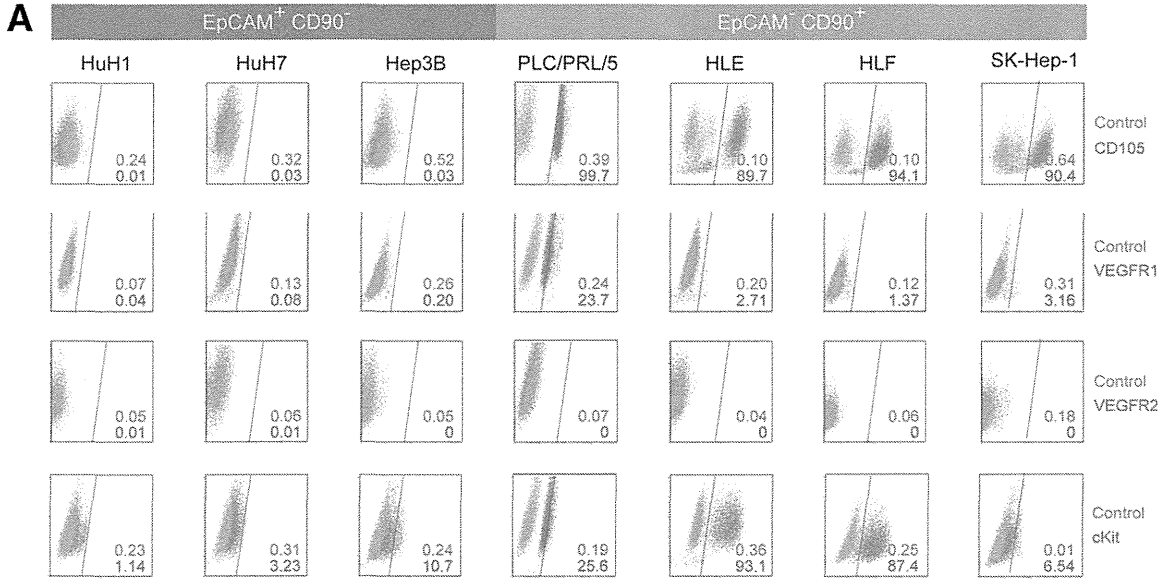 A
EpCAM+ CD90- EpCAM- CD90+
HuH1 HuH7 Hep3B PLC/PRL/5 HLE HLF SK-Hep-1
0.24 0.32 0.52 0.39 0.10 0.10 0.64 Control
0.01 0.03 0.03 99.7 89.7 94.1 90.4 CD105
0.07 0.13 0.26 0.24 0.20 0.12 0.31 Control
0.04 0.08 0.20 23.7 2.71 1.37 3.16 VEGFR1
0.05 0.06 0.05 0.07 0.04 0.06 0.18 Control
0.01 0.01 0 0 0 0 0 VEGFR2
0.23 0.31 0.24 0.19 0.36 0.25 0.01 Control
1.14 3.23 10.7 25.6 93.1 87.4 6.54 cKit